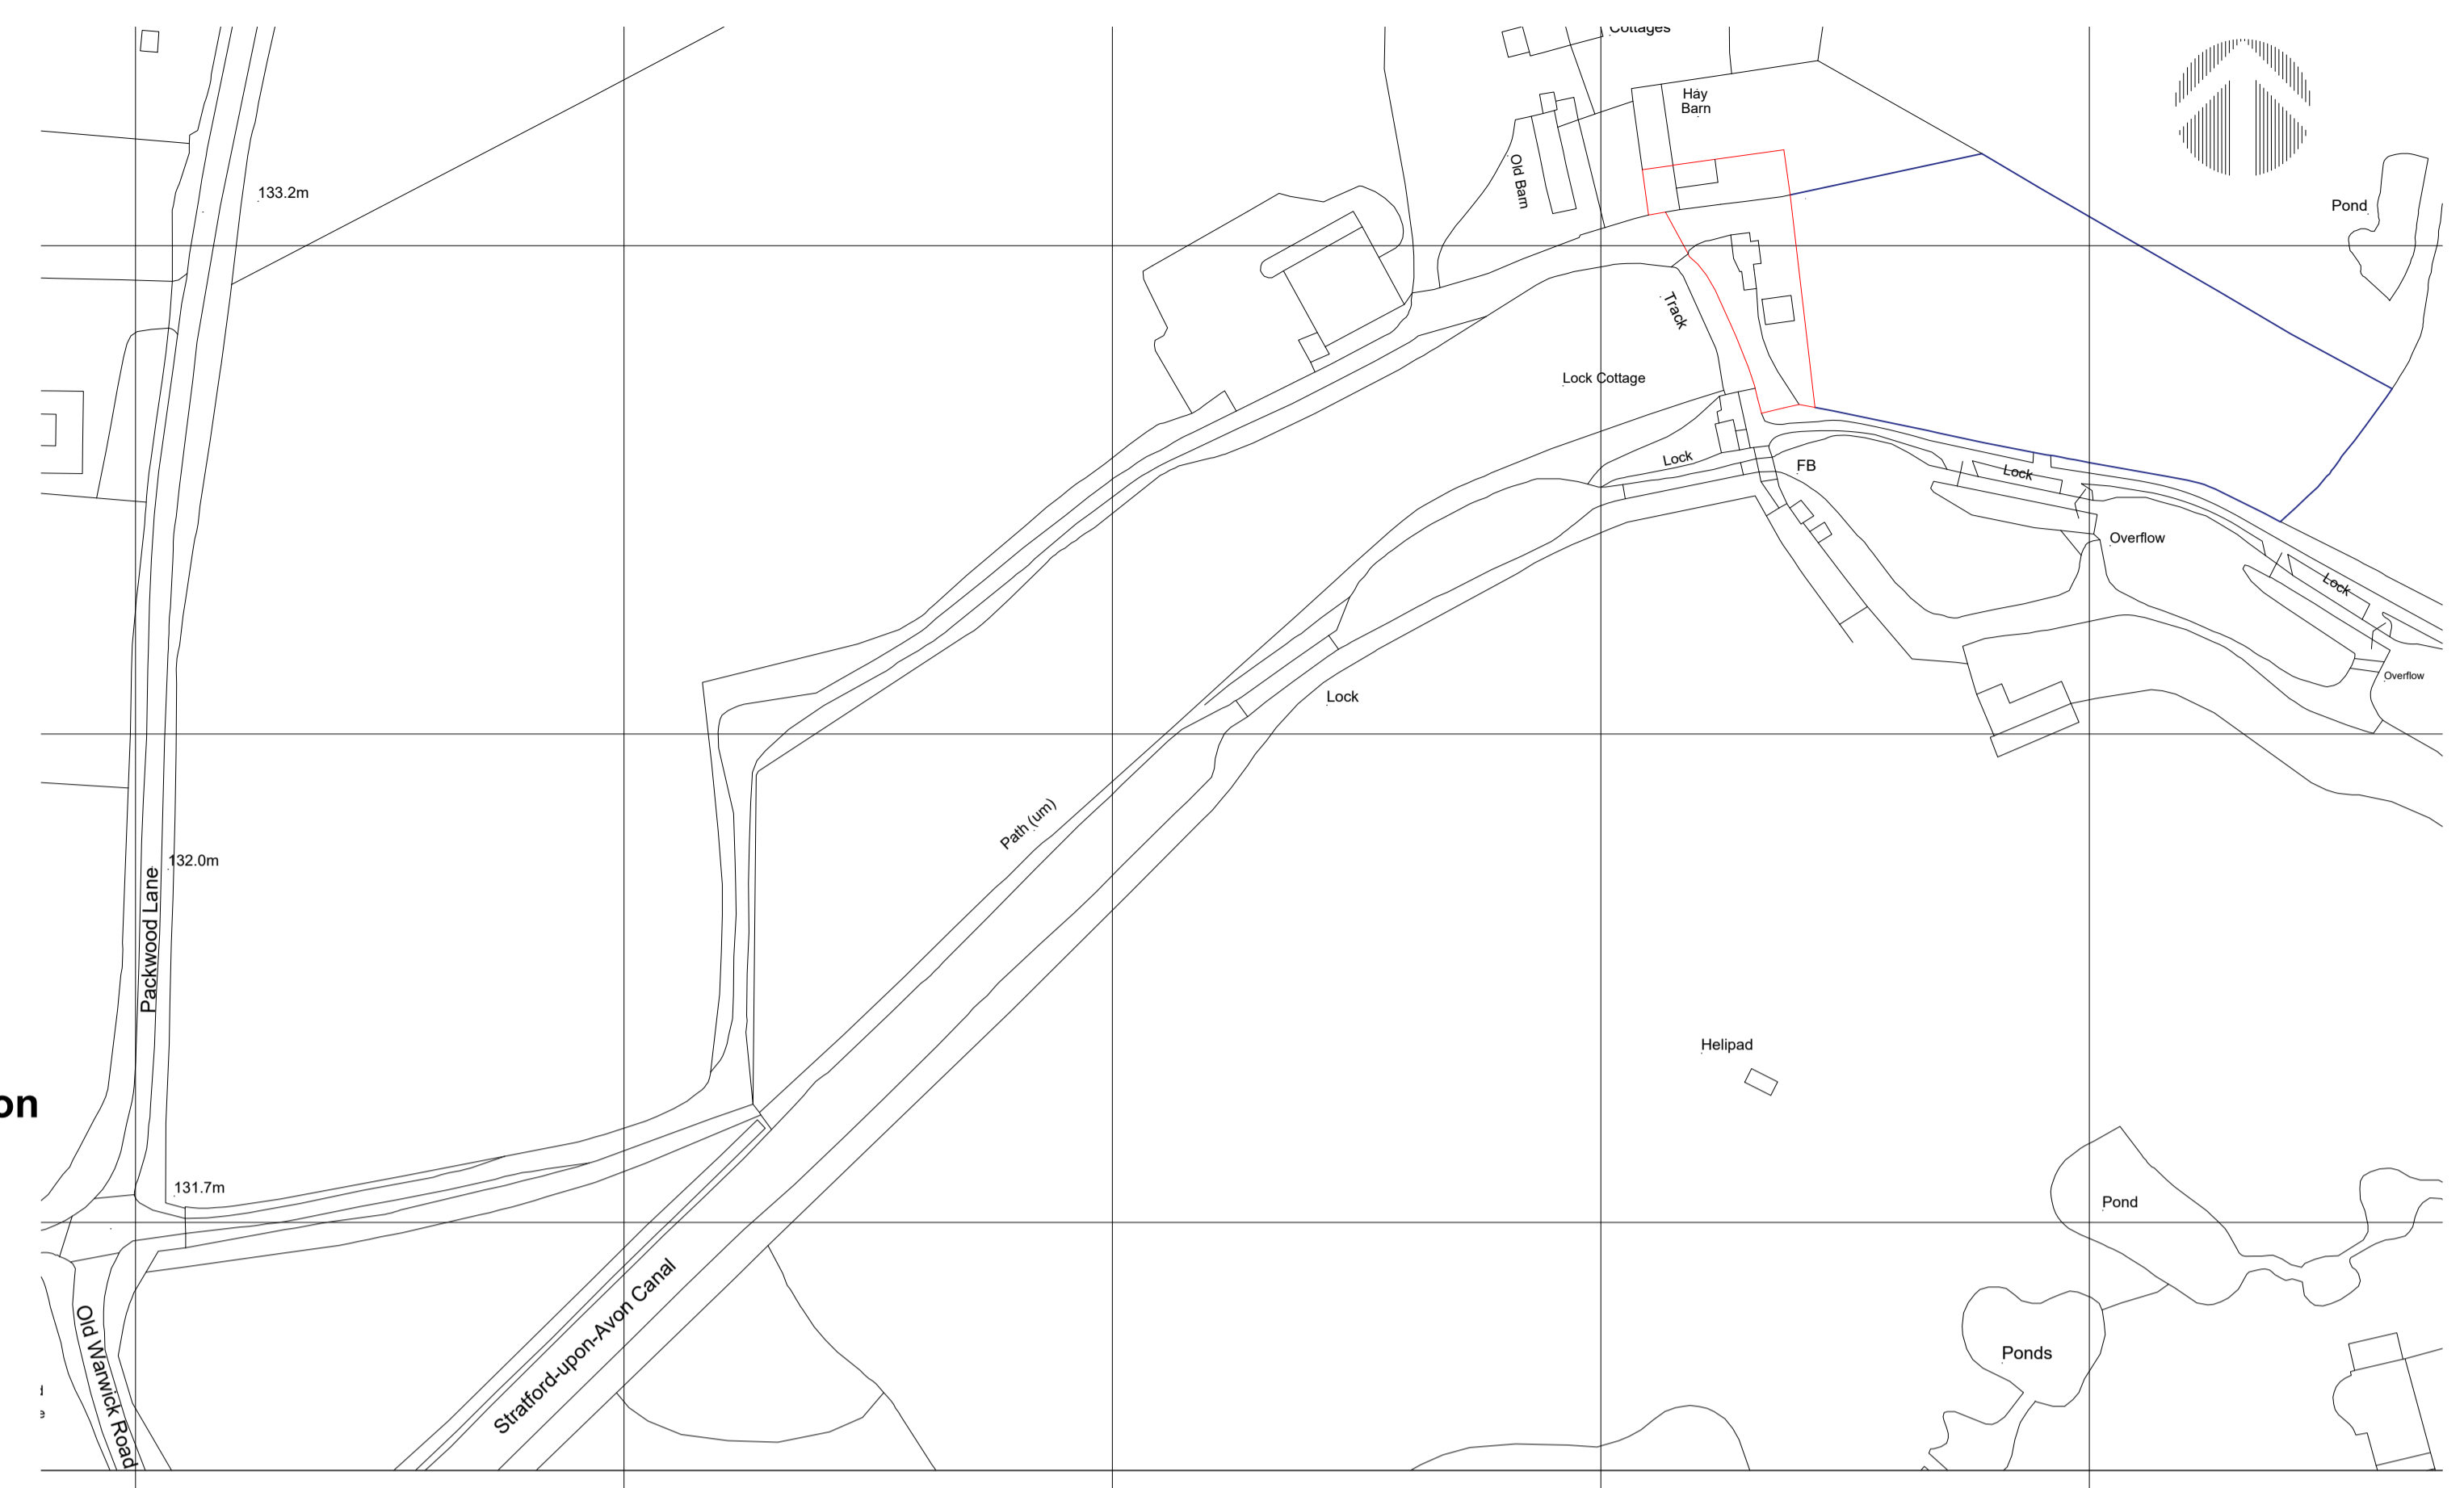 Cottages
Hay
Barn
Old Barn
133.2m
Pond
Track
Lock Cottage
Lock
FB
Lock
Overflow
Lock
Overflow
Lock
Path (um)
132.0m
Packwood Lane
Helipad
on
131.7m
Pond
Stratford-upon-Avon Canal
Old Warwick Road
Ponds